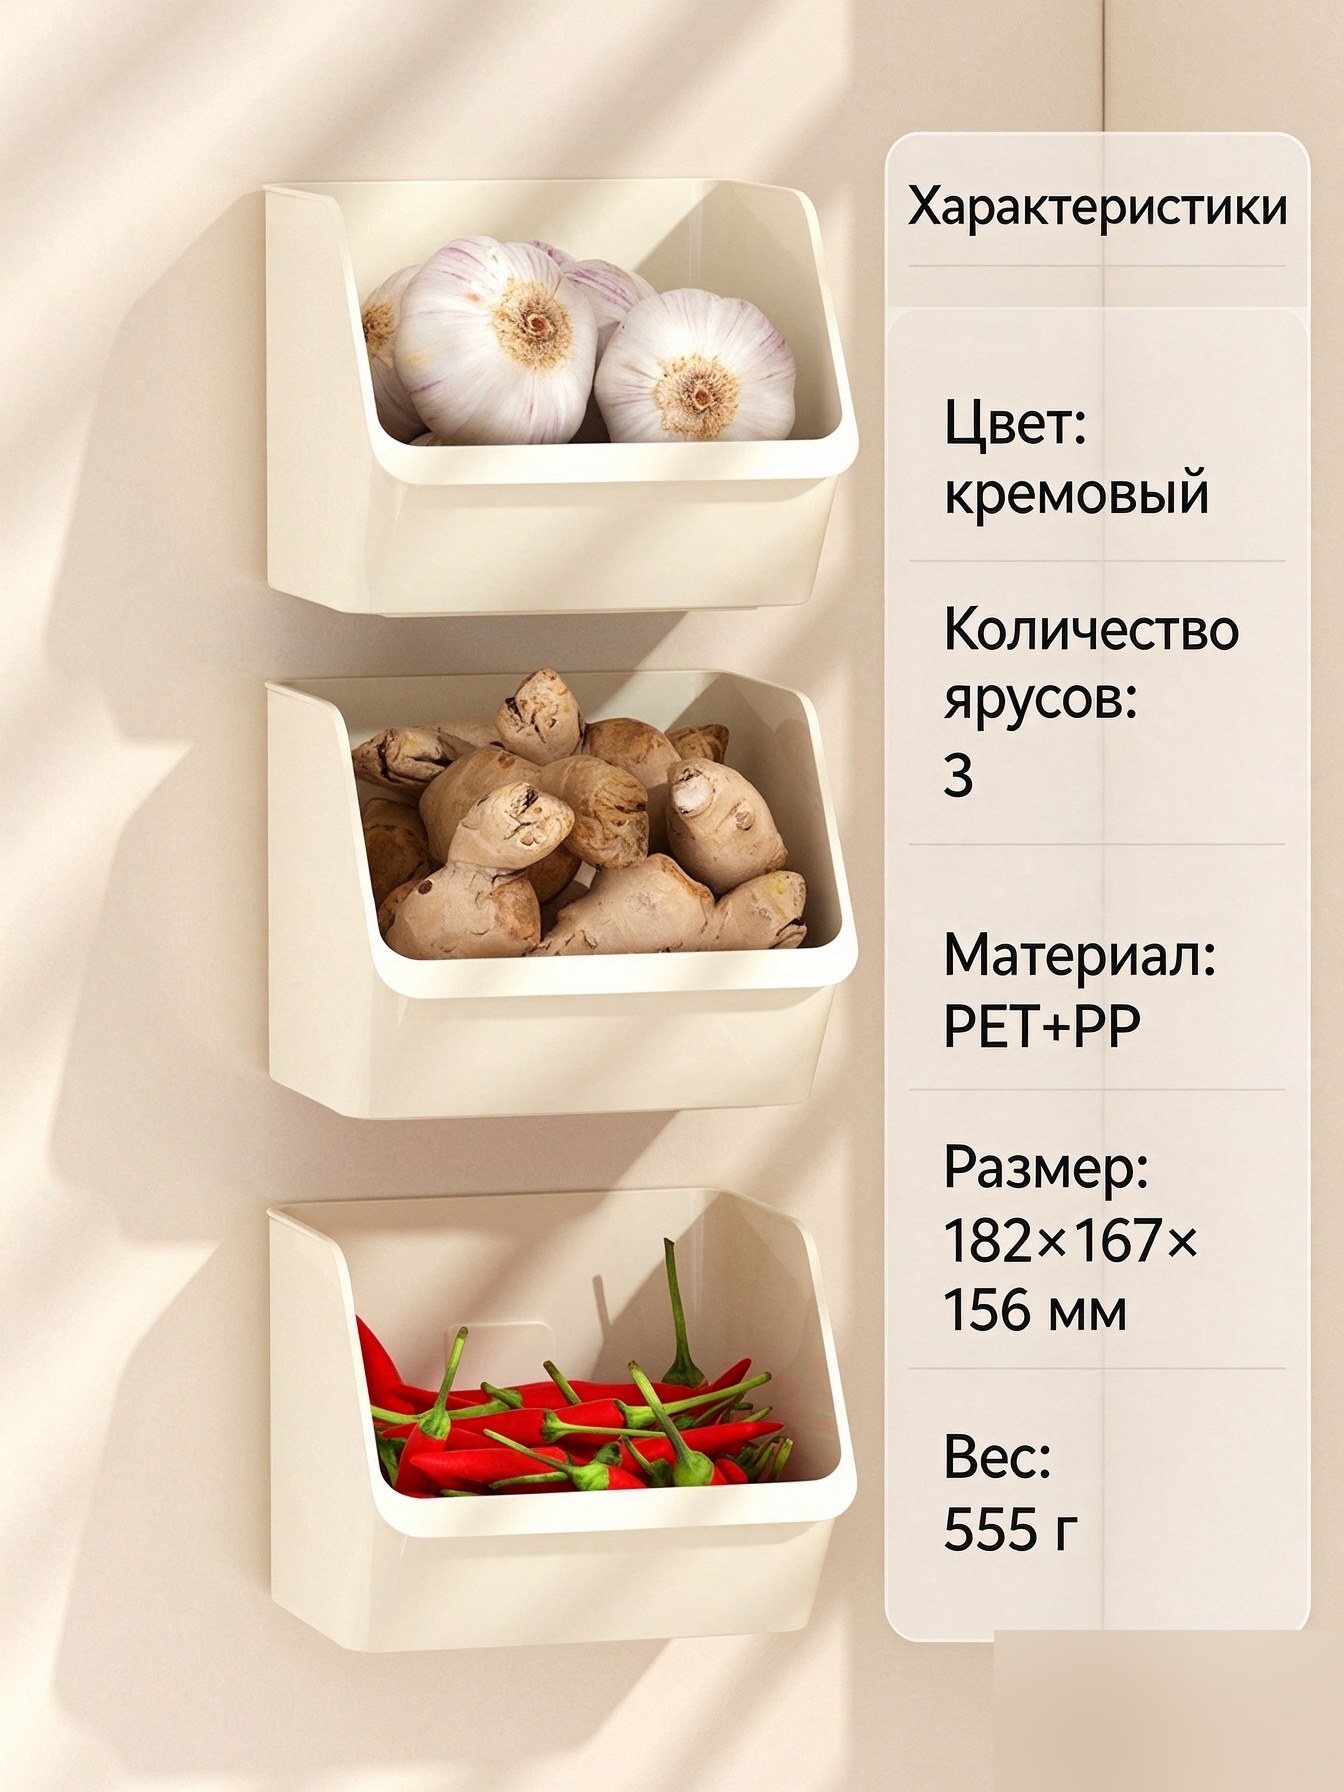 Характеристики
Цвет:
кремовый
Количество
ярусов:
3
Материал:
PET+PP
Размер:
182×167×
156 мм
Вес:
555 г